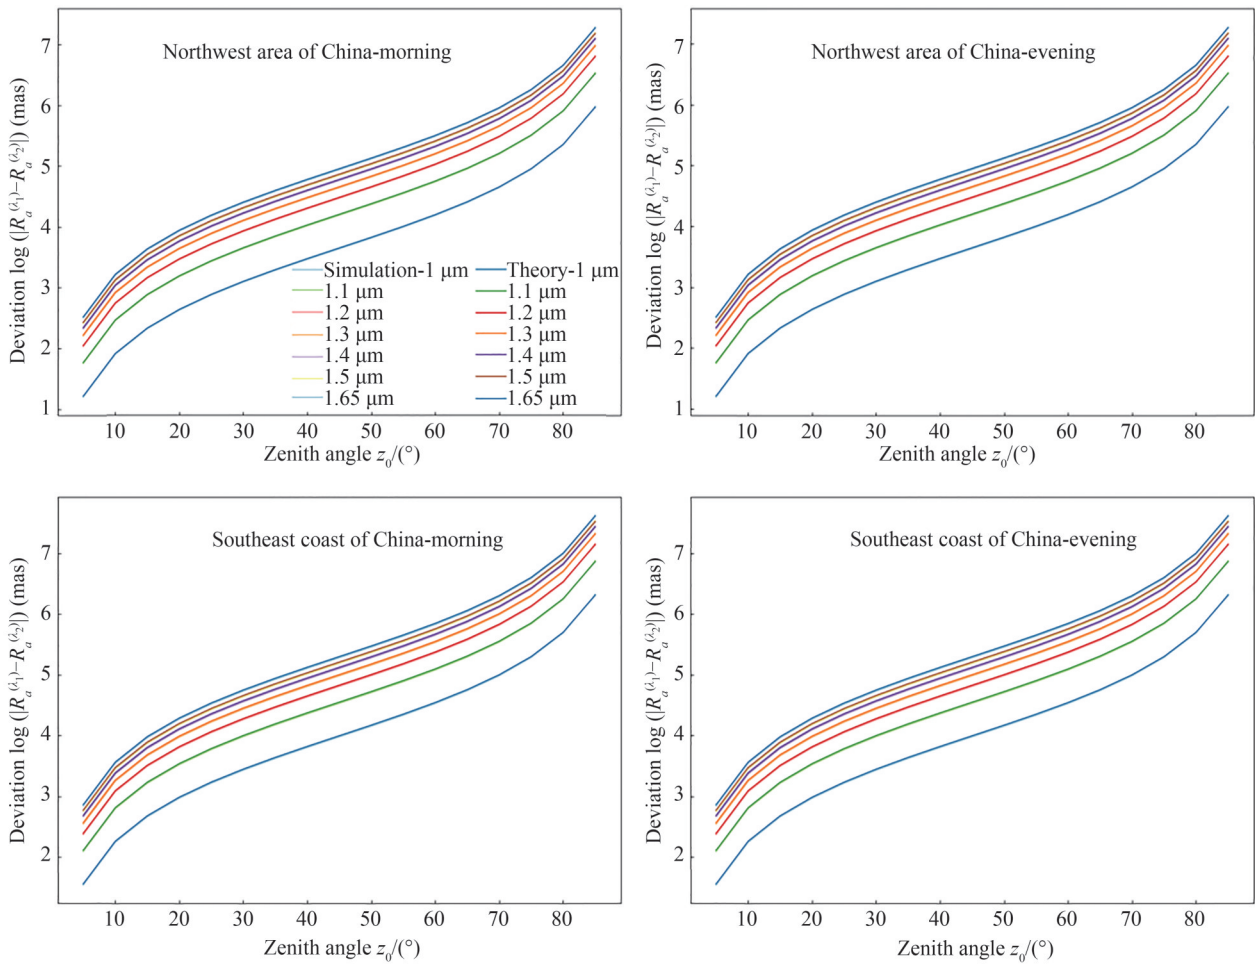 Northwest area of China-morning
Deviation log (|R_a^(λ1)−R_a^(λ2)|) (mas)
7
6
5
4
3
2
1
Simulation-1 μm Theory-1 μm
1.1 μm 1.1 μm
1.2 μm 1.2 μm
1.3 μm 1.3 μm
1.4 μm 1.4 μm
1.5 μm 1.5 μm
1.65 μm 1.65 μm
10 20 30 40 50 60 70 80
Zenith angle z0/(°)
Northwest area of China-evening
Deviation log (|R_a^(λ1)−R_a^(λ2)|) (mas)
7
6
5
4
3
2
1
10 20 30 40 50 60 70 80
Zenith angle z0/(°)
Southeast coast of China-morning
Deviation log (|R_a^(λ1)−R_a^(λ2)|) (mas)
7
6
5
4
3
2
10 20 30 40 50 60 70 80
Zenith angle z0/(°)
Southeast coast of China-evening
Deviation log (|R_a^(λ1)−R_a^(λ2)|) (mas)
7
6
5
4
3
2
10 20 30 40 50 60 70 80
Zenith angle z0/(°)